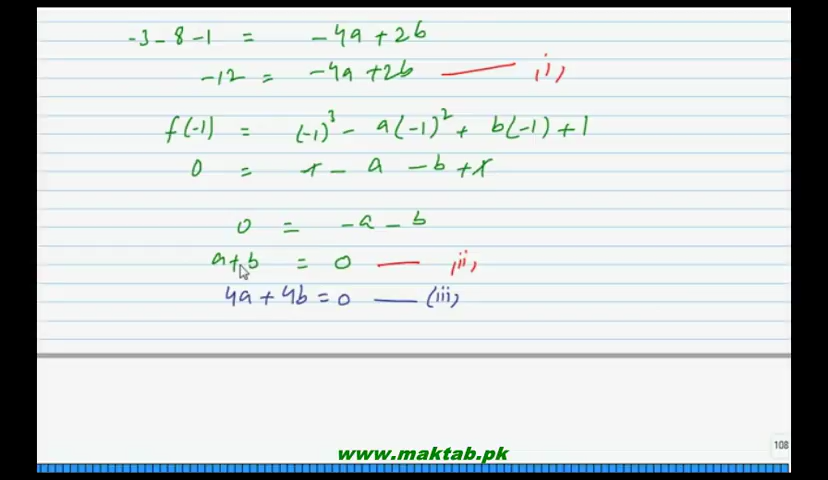 -3-8-1 = -4a+2b
-12 = -4a+2b —— (i)
f(-1) = (-1)³ - a(-1)² + b(-1)+1
0 = -1 - a - b + 1
0 = -a - b
a+b = 0 —— (ii)
4a + 4b = 0 —— (iii)
108
www.maktab.pk